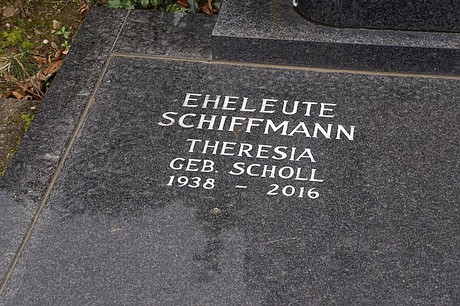 EHELEUTE
SCHIFFMANN
THERESIA
GEB. SCHOLL
1938 – 2016